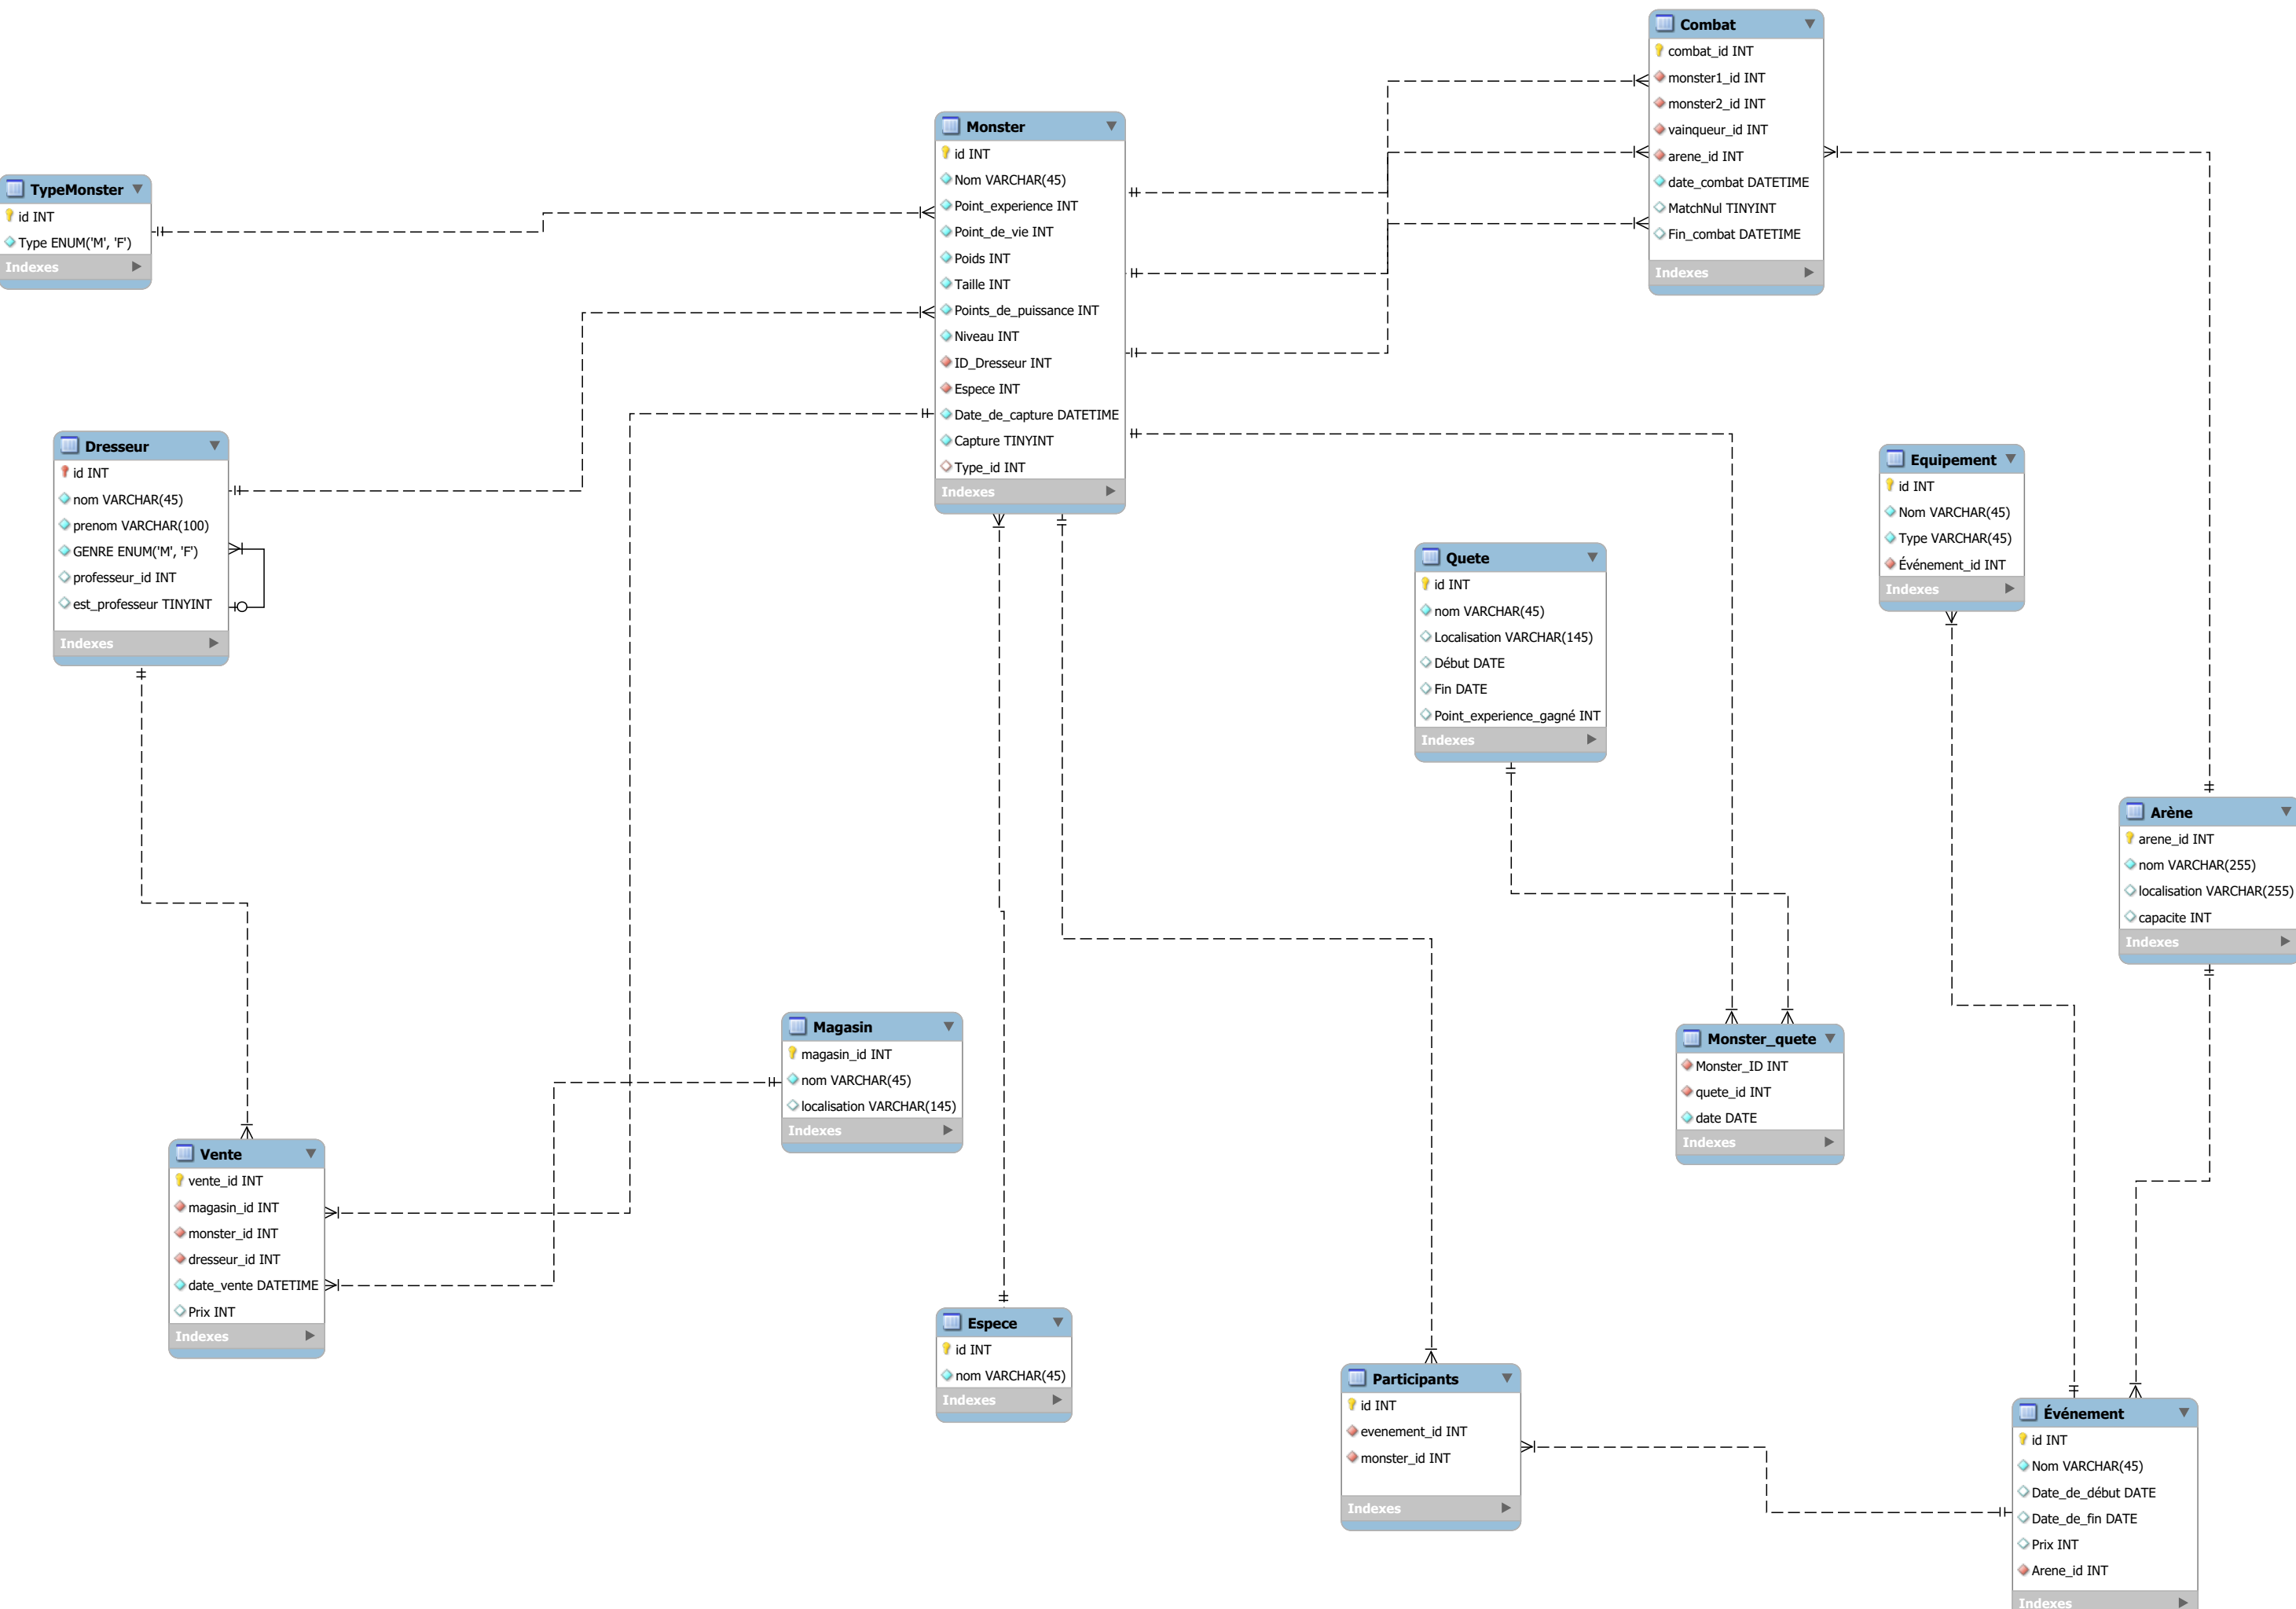 Combat
combat_id INT
monster1_id INT
monster2_id INT
vainqueur_id INT
arene_id INT
date_combat DATETIME
MatchNul TINYINT
Fin_combat DATETIME
Indexes
Monster
id INT
Nom VARCHAR(45)
Point_experience INT
Point_de_vie INT
Poids INT
Taille INT
Points_de_puissance INT
Niveau INT
ID_Dresseur INT
Espece INT
Date_de_capture DATETIME
Capture TINYINT
Type_id INT
Indexes
TypeMonster
id INT
Type ENUM('M', 'F')
Indexes
Dresseur
id INT
nom VARCHAR(45)
prenom VARCHAR(100)
GENRE ENUM('M', 'F')
professeur_id INT
est_professeur TINYINT
Indexes
Equipement
id INT
Nom VARCHAR(45)
Type VARCHAR(45)
Événement_id INT
Indexes
Quete
id INT
nom VARCHAR(45)
Localisation VARCHAR(145)
Début DATE
Fin DATE
Point_experience_gagné INT
Indexes
Arène
arene_id INT
nom VARCHAR(255)
localisation VARCHAR(255)
capacite INT
Indexes
Magasin
magasin_id INT
nom VARCHAR(45)
localisation VARCHAR(145)
Indexes
Monster_quete
Monster_ID INT
quete_id INT
date DATE
Indexes
Vente
vente_id INT
magasin_id INT
monster_id INT
dresseur_id INT
date_vente DATETIME
Prix INT
Indexes
Espece
id INT
nom VARCHAR(45)
Indexes
Participants
id INT
evenement_id INT
monster_id INT
Indexes
Événement
id INT
Nom VARCHAR(45)
Date_de_début DATE
Date_de_fin DATE
Prix INT
Arene_id INT
Indexes